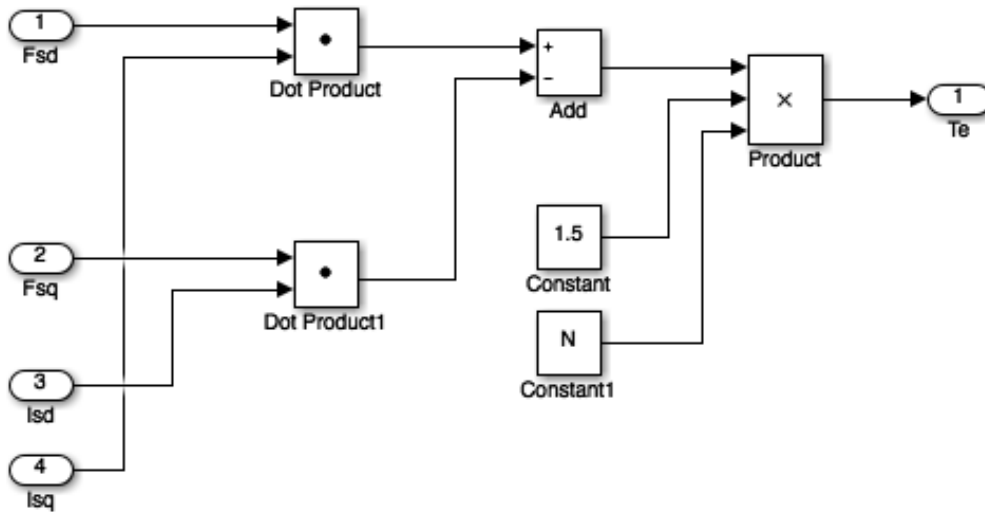 1
Fsd
Dot Product
+
−
Add
×
Product
1
Te
2
Fsq
Dot Product1
1.5
Constant
N
Constant1
3
Isd
4
Isq